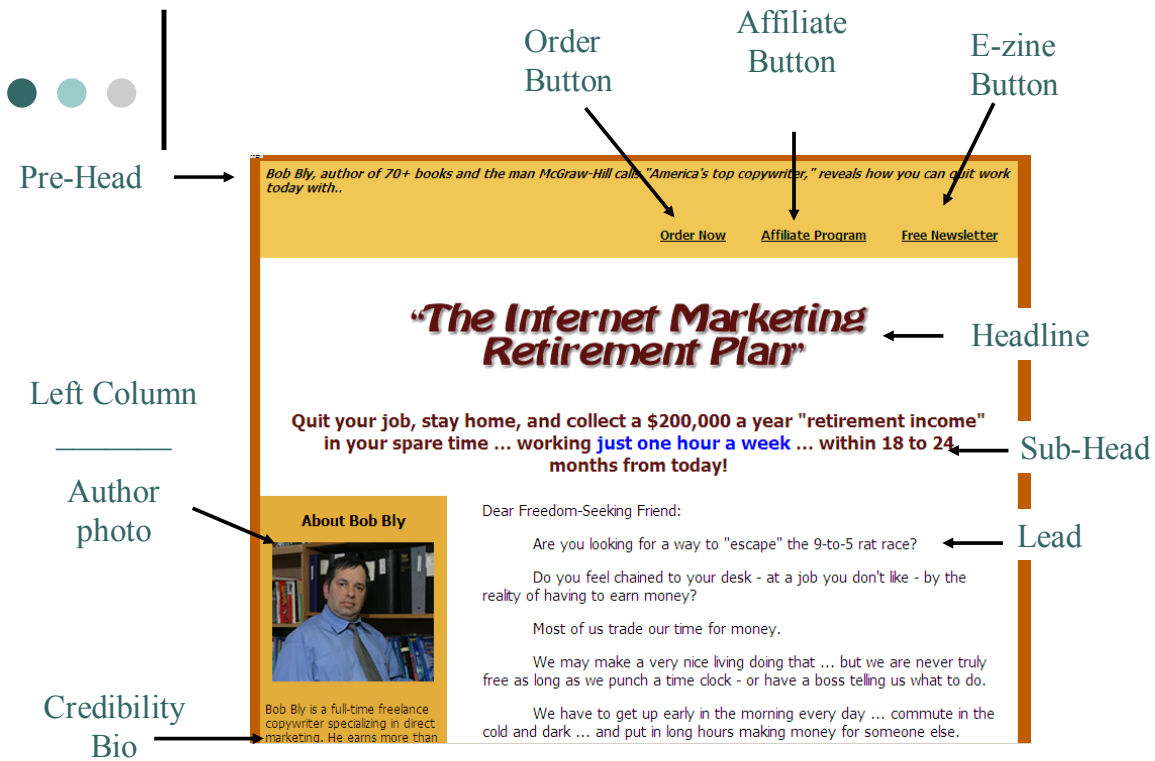 Order
Button
Affiliate
Button
E-zine
Button
Pre-Head
Bob Bly, author of 70+ books and the man McGraw-Hill calls "America's top copywriter," reveals how you can quit work
today with..
Order Now
Affiliate Program
Free Newsletter
“The Internet Marketing
Retirement Plan”
Headline
Left Column
Quit your job, stay home, and collect a $200,000 a year "retirement income"
in your spare time ... working just one hour a week ... within 18 to 24
months from today!
Sub-Head
Author
photo
About Bob Bly
Dear Freedom-Seeking Friend:
Are you looking for a way to "escape" the 9-to-5 rat race?
Lead
Do you feel chained to your desk - at a job you don't like - by the
reality of having to earn money?
Most of us trade our time for money.
We may make a very nice living doing that ... but we are never truly
free as long as we punch a time clock - or have a boss telling us what to do.
We have to get up early in the morning every day ... commute in the
cold and dark ... and put in long hours making money for someone else.
Credibility
Bio
Bob Bly is a full-time freelance
copywriter specializing in direct
marketing. He earns more than